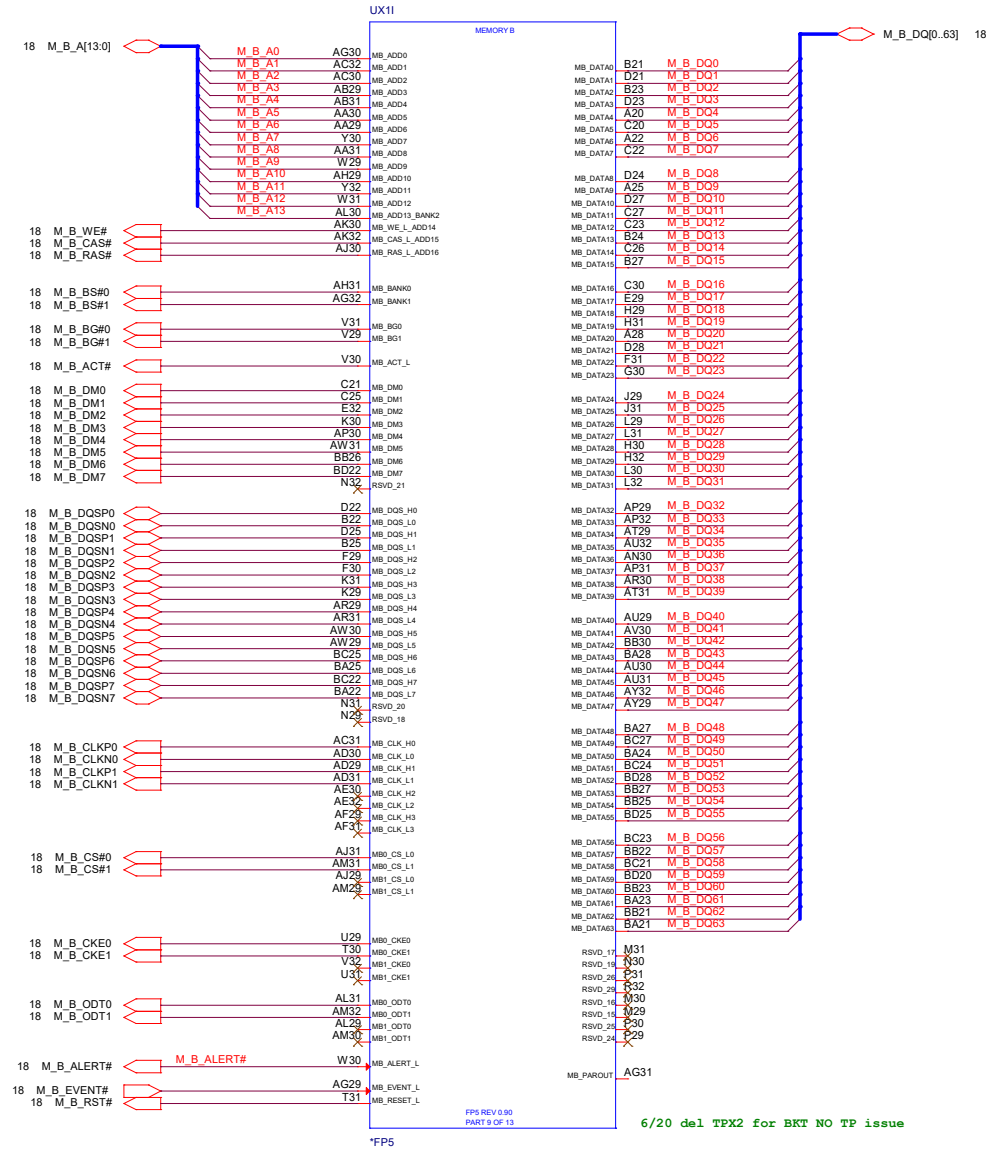 UX1I
MEMORY B
18 M_B_A[13:0]
M_B_DQ[0..63] 18
M_B_A0 AG30 MB_ADD0
M_B_A1 AC32 MB_ADD1
M_B_A2 AC30 MB_ADD2
M_B_A3 AB29 MB_ADD3
M_B_A4 AB31 MB_ADD4
M_B_A5 AA30 MB_ADD5
M_B_A6 AA29 MB_ADD6
M_B_A7 Y30 MB_ADD7
M_B_A8 AA31 MB_ADD8
M_B_A9 W29 MB_ADD9
M_B_A10 AH29 MB_ADD10
M_B_A11 Y32 MB_ADD11
M_B_A12 W31 MB_ADD12
M_B_A13 AL30 MB_ADD13_BANK2
18 M_B_WE# AK30 MB_WE_L_ADD14
18 M_B_CAS# AK32 MB_CAS_L_ADD15
18 M_B_RAS# AJ30 MB_RAS_L_ADD16
18 M_B_BS#0 AH31 MB_BANK0
18 M_B_BS#1 AG32 MB_BANK1
18 M_B_BG#0 V31 MB_BG0
18 M_B_BG#1 V29 MB_BG1
18 M_B_ACT# V30 MB_ACT_L
18 M_B_DM0 C21 MB_DM0
18 M_B_DM1 C25 MB_DM1
18 M_B_DM2 E32 MB_DM2
18 M_B_DM3 K30 MB_DM3
18 M_B_DM4 AP30 MB_DM4
18 M_B_DM5 AW31 MB_DM5
18 M_B_DM6 BB26 MB_DM6
18 M_B_DM7 BD22 MB_DM7
N32 RSVD_21
18 M_B_DQSP0 D22 MB_DQS_H0
18 M_B_DQSN0 B22 MB_DQS_L0
18 M_B_DQSP1 D25 MB_DQS_H1
18 M_B_DQSN1 B25 MB_DQS_L1
18 M_B_DQSP2 F29 MB_DQS_H2
18 M_B_DQSN2 F30 MB_DQS_L2
18 M_B_DQSP3 K31 MB_DQS_H3
18 M_B_DQSN3 K29 MB_DQS_L3
18 M_B_DQSP4 AR29 MB_DQS_H4
18 M_B_DQSN4 AR31 MB_DQS_L4
18 M_B_DQSP5 AW30 MB_DQS_H5
18 M_B_DQSN5 AW29 MB_DQS_L5
18 M_B_DQSP6 BC25 MB_DQS_H6
18 M_B_DQSN6 BA25 MB_DQS_L6
18 M_B_DQSP7 BC22 MB_DQS_H7
18 M_B_DQSN7 BA22 MB_DQS_L7
N31 RSVD_20
N29 RSVD_18
18 M_B_CLKP0 AC31 MB_CLK_H0
18 M_B_CLKN0 AD30 MB_CLK_L0
18 M_B_CLKP1 AD29 MB_CLK_H1
18 M_B_CLKN1 AD31 MB_CLK_L1
AE30 MB_CLK_H2
AE32 MB_CLK_L2
AF29 MB_CLK_H3
AF31 MB_CLK_L3
18 M_B_CS#0 AJ31 MB0_CS_L0
18 M_B_CS#1 AM31 MB0_CS_L1
AJ29 MB1_CS_L0
AM29 MB1_CS_L1
18 M_B_CKE0 U29 MB0_CKE0
18 M_B_CKE1 T30 MB0_CKE1
V32 MB1_CKE0
U31 MB1_CKE1
18 M_B_ODT0 AL31 MB0_ODT0
18 M_B_ODT1 AM32 MB0_ODT1
AL29 MB1_ODT0
AM30 MB1_ODT1
18 M_B_ALERT# M_B_ALERT# W30 MB_ALERT_L
18 M_B_EVENT# AG29 MB_EVENT_L
18 M_B_RST# T31 MB_RESET_L
MB_DATA0 B21 M_B_DQ0
MB_DATA1 D21 M_B_DQ1
MB_DATA2 B23 M_B_DQ2
MB_DATA3 D23 M_B_DQ3
MB_DATA4 A20 M_B_DQ4
MB_DATA5 C20 M_B_DQ5
MB_DATA6 A22 M_B_DQ6
MB_DATA7 C22 M_B_DQ7
MB_DATA8 D24 M_B_DQ8
MB_DATA9 A25 M_B_DQ9
MB_DATA10 D27 M_B_DQ10
MB_DATA11 C27 M_B_DQ11
MB_DATA12 C23 M_B_DQ12
MB_DATA13 B24 M_B_DQ13
MB_DATA14 C26 M_B_DQ14
MB_DATA15 B27 M_B_DQ15
MB_DATA16 C30 M_B_DQ16
MB_DATA17 E29 M_B_DQ17
MB_DATA18 H29 M_B_DQ18
MB_DATA19 H31 M_B_DQ19
MB_DATA20 A28 M_B_DQ20
MB_DATA21 D28 M_B_DQ21
MB_DATA22 F31 M_B_DQ22
MB_DATA23 G30 M_B_DQ23
MB_DATA24 J29 M_B_DQ24
MB_DATA25 J31 M_B_DQ25
MB_DATA26 L29 M_B_DQ26
MB_DATA27 L31 M_B_DQ27
MB_DATA28 H30 M_B_DQ28
MB_DATA29 H32 M_B_DQ29
MB_DATA30 L30 M_B_DQ30
MB_DATA31 L32 M_B_DQ31
MB_DATA32 AP29 M_B_DQ32
MB_DATA33 AP32 M_B_DQ33
MB_DATA34 AT29 M_B_DQ34
MB_DATA35 AU32 M_B_DQ35
MB_DATA36 AN30 M_B_DQ36
MB_DATA37 AP31 M_B_DQ37
MB_DATA38 AR30 M_B_DQ38
MB_DATA39 AT31 M_B_DQ39
MB_DATA40 AU29 M_B_DQ40
MB_DATA41 AV30 M_B_DQ41
MB_DATA42 BB30 M_B_DQ42
MB_DATA43 BA28 M_B_DQ43
MB_DATA44 AU30 M_B_DQ44
MB_DATA45 AU31 M_B_DQ45
MB_DATA46 AY32 M_B_DQ46
MB_DATA47 AY29 M_B_DQ47
MB_DATA48 BA27 M_B_DQ48
MB_DATA49 BC27 M_B_DQ49
MB_DATA50 BA24 M_B_DQ50
MB_DATA51 BC24 M_B_DQ51
MB_DATA52 BD28 M_B_DQ52
MB_DATA53 BB27 M_B_DQ53
MB_DATA54 BB25 M_B_DQ54
MB_DATA55 BD25 M_B_DQ55
MB_DATA56 BC23 M_B_DQ56
MB_DATA57 BB22 M_B_DQ57
MB_DATA58 BC21 M_B_DQ58
MB_DATA59 BD20 M_B_DQ59
MB_DATA60 BB23 M_B_DQ60
MB_DATA61 BA23 M_B_DQ61
MB_DATA62 BB21 M_B_DQ62
MB_DATA63 BA21 M_B_DQ63
RSVD_17 M31
RSVD_19 N30
RSVD_26 P31
RSVD_29 R32
RSVD_16 M30
RSVD_15 M29
RSVD_25 P30
RSVD_24 P29
MB_PAROUT AG31
FP5 REV 0.90
PART 9 OF 13
6/20 del TPX2 for BKT NO TP issue
*FP5